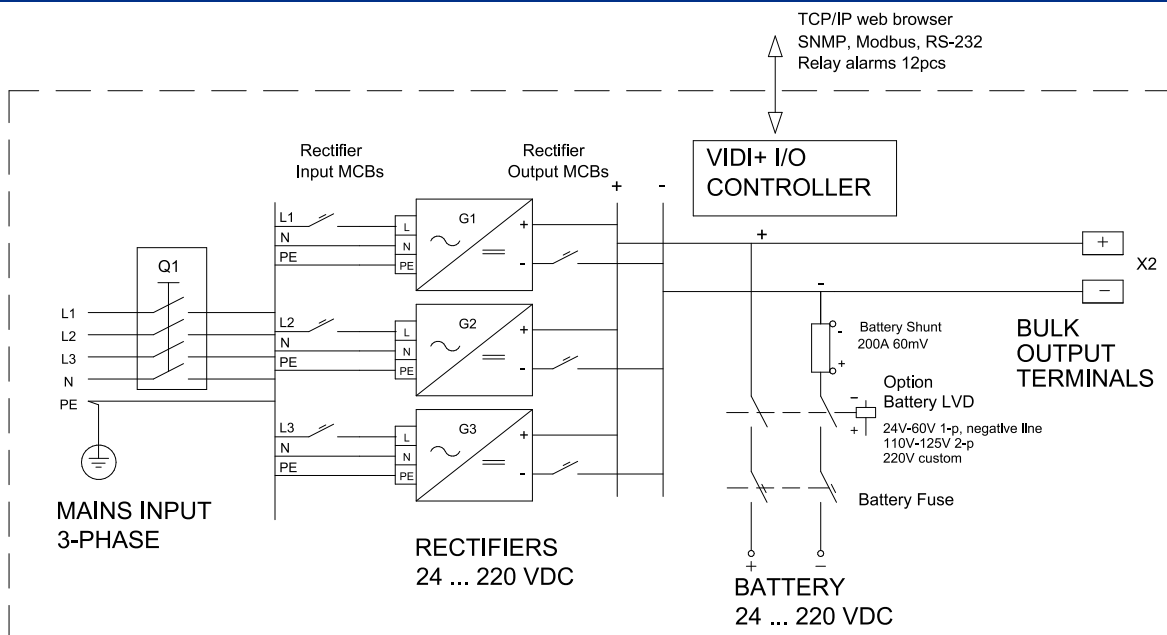 TCP/IP web browser
SNMP, Modbus, RS-232
Relay alarms 12pcs
VIDI+ I/O
CONTROLLER
Rectifier
Input MCBs
Rectifier
Output MCBs
+ -
L1
N
PE
L
N
PE
G1
+
-
Q1
L1
L2
L3
N
PE
L2
N
PE
L
N
PE
G2
+
-
L3
N
PE
L
N
PE
G3
+
-
MAINS INPUT
3-PHASE
RECTIFIERS
24 ... 220 VDC
+
-
+
−
X2
BULK
OUTPUT
TERMINALS
-
Battery Shunt
200A 60mV
+
Option
Battery LVD
−
+
24V-60V 1-p, negative line
110V-125V 2-p
220V custom
Battery Fuse
+ −
BATTERY
24 ... 220 VDC